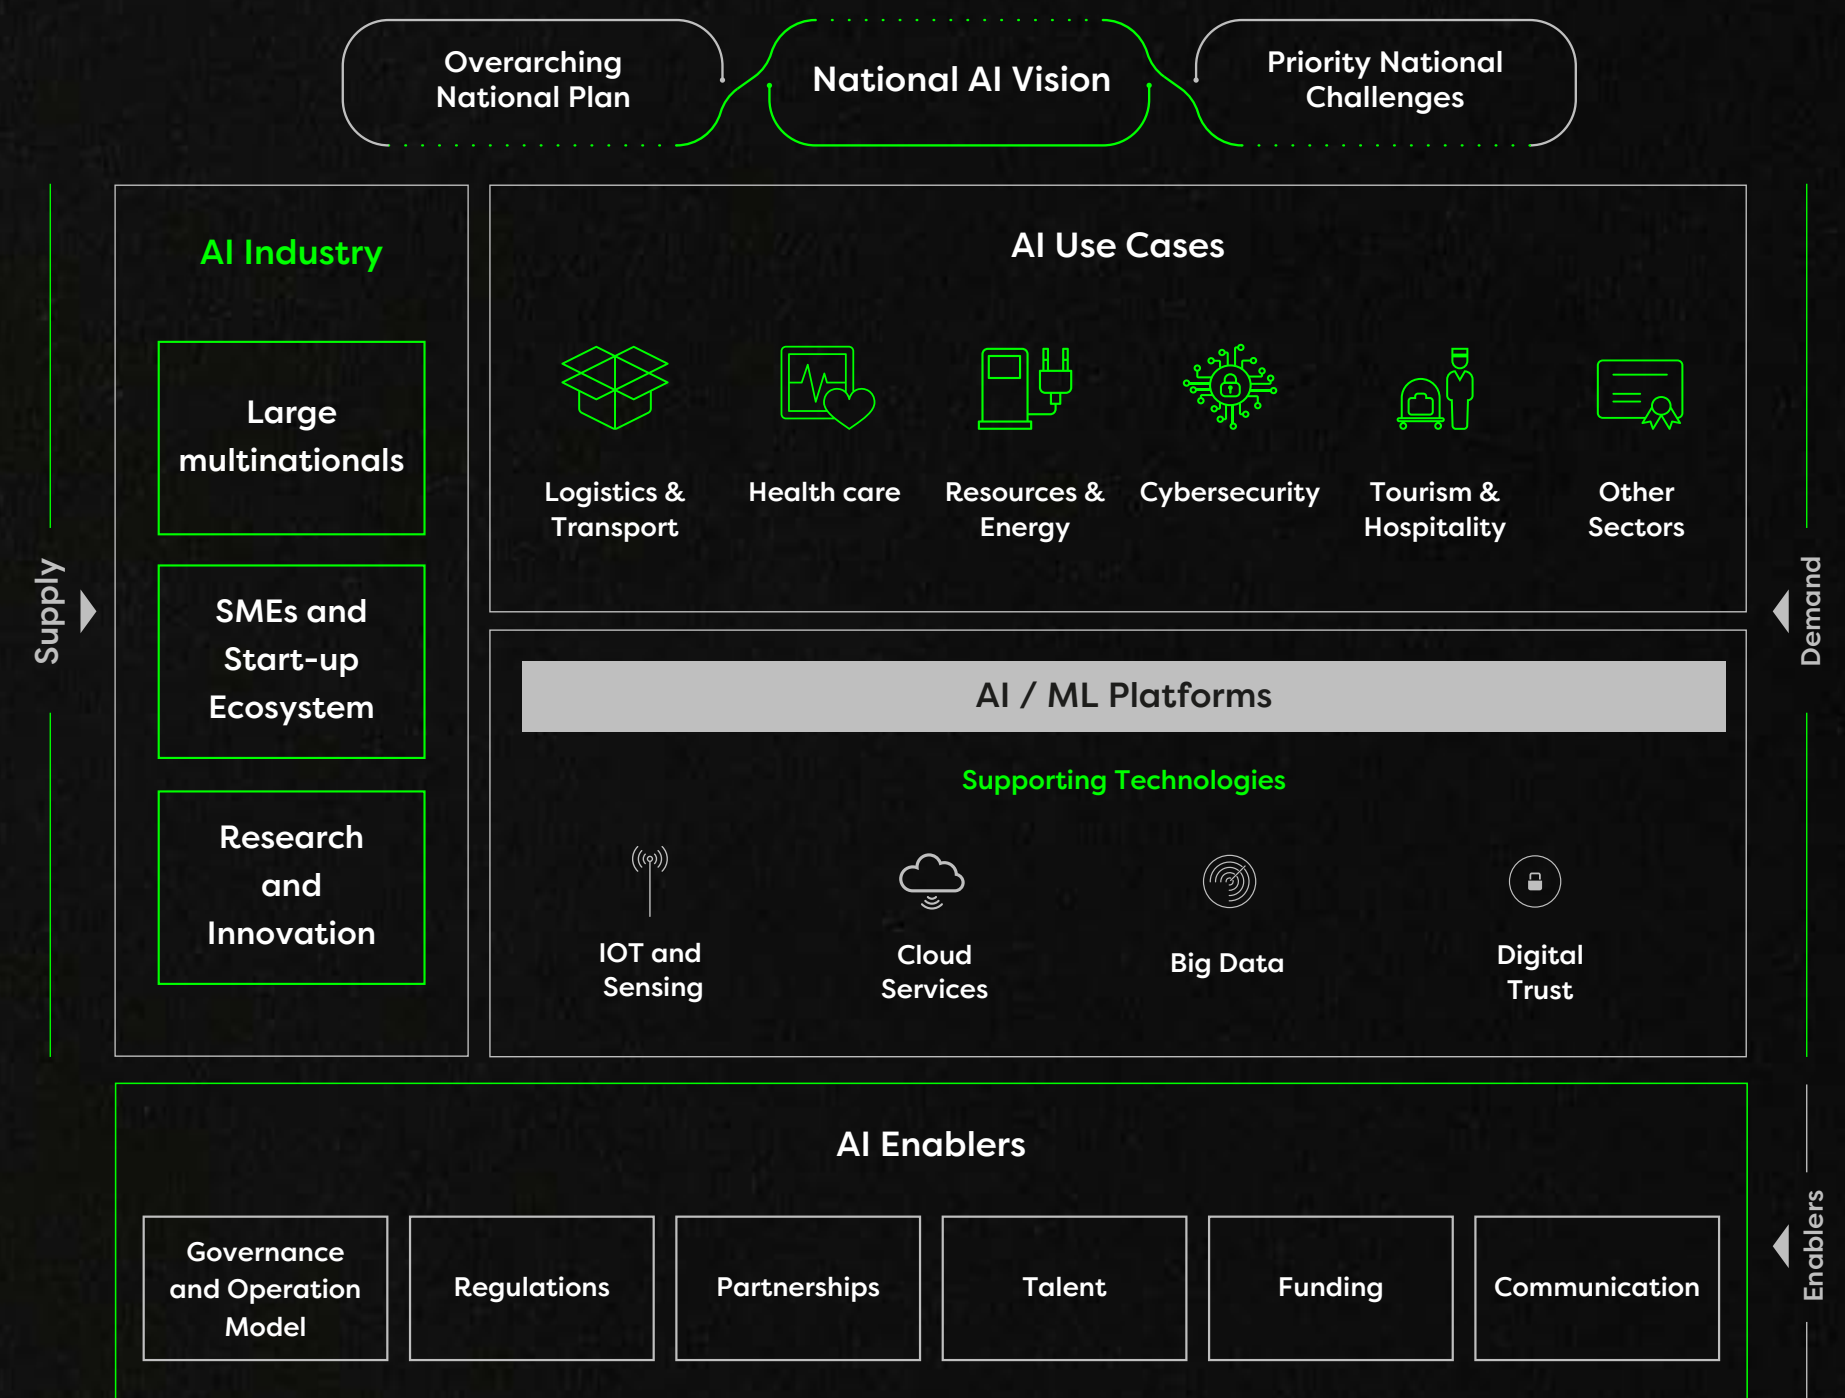 Overarching
National Plan
National AI Vision
Priority National
Challenges
Supply
AI Industry
Large
multinationals
SMEs and
Start-up
Ecosystem
Research
and
Innovation
AI Use Cases
Logistics &
Transport
Health care
Resources &
Energy
Cybersecurity
Tourism &
Hospitality
Other
Sectors
AI / ML Platforms
Supporting Technologies
IOT and
Sensing
Cloud
Services
Big Data
Digital
Trust
Demand
AI Enablers
Governance
and Operation
Model
Regulations
Partnerships
Talent
Funding
Communication
Enablers